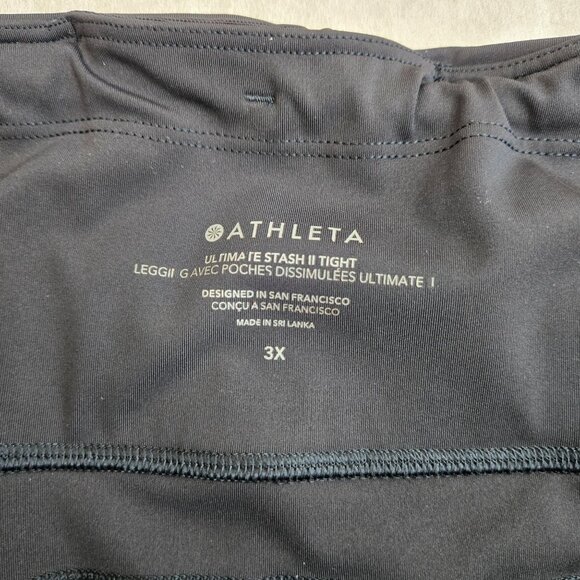 ATHLETA
ULTIMATE STASH II TIGHT
LEGGING AVEC POCHES DISSIMULÉES ULTIMATE
DESIGNED IN SAN FRANCISCO
CONÇU A SAN FRANCISCO
MADE IN SRI LANKA
3X